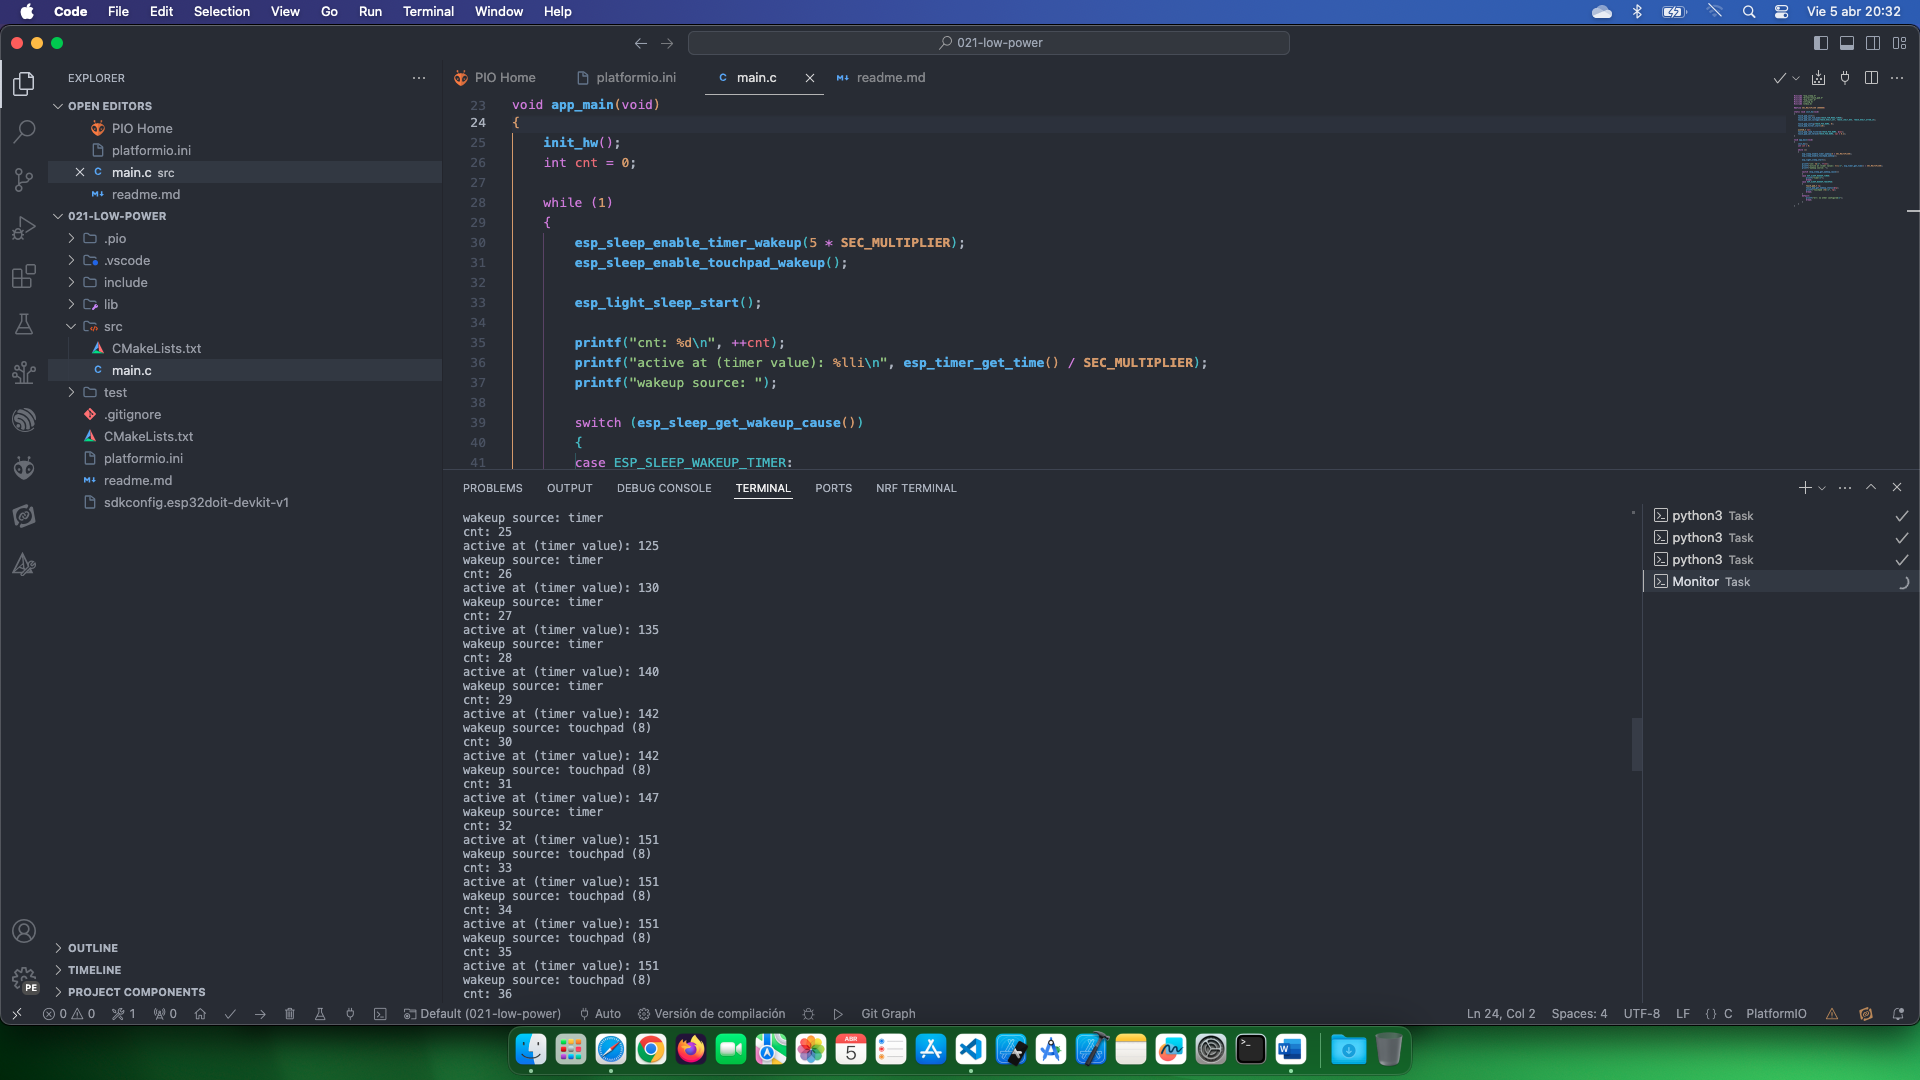 Code File Edit Selection View Go Run Terminal Window Help Vie 5 abr 20:32
021-low-power
EXPLORER
OPEN EDITORS
PIO Home
platformio.ini
main.c src
readme.md
021-LOW-POWER
.pio
.vscode
include
lib
src
CMakeLists.txt
main.c
test
.gitignore
CMakeLists.txt
platformio.ini
readme.md
sdkconfig.esp32doit-devkit-v1
OUTLINE
TIMELINE
PROJECT COMPONENTS
PE
PIO Home platformio.ini main.c readme.md
23 void app_main(void)
24 {
25 init_hw();
26 int cnt = 0;
27
28 while (1)
29 {
30 esp_sleep_enable_timer_wakeup(5 * SEC_MULTIPLIER);
31 esp_sleep_enable_touchpad_wakeup();
32
33 esp_light_sleep_start();
34
35 printf("cnt: %d\n", ++cnt);
36 printf("active at (timer value): %lli\n", esp_timer_get_time() / SEC_MULTIPLIER);
37 printf("wakeup source: ");
38
39 switch (esp_sleep_get_wakeup_cause())
40 {
41 case ESP_SLEEP_WAKEUP_TIMER:
PROBLEMS OUTPUT DEBUG CONSOLE TERMINAL PORTS NRF TERMINAL
wakeup source: timer
cnt: 25
active at (timer value): 125
wakeup source: timer
cnt: 26
active at (timer value): 130
wakeup source: timer
cnt: 27
active at (timer value): 135
wakeup source: timer
cnt: 28
active at (timer value): 140
wakeup source: timer
cnt: 29
active at (timer value): 142
wakeup source: touchpad (8)
cnt: 30
active at (timer value): 142
wakeup source: touchpad (8)
cnt: 31
active at (timer value): 147
wakeup source: timer
cnt: 32
active at (timer value): 151
wakeup source: touchpad (8)
cnt: 33
active at (timer value): 151
wakeup source: touchpad (8)
cnt: 34
active at (timer value): 151
wakeup source: touchpad (8)
cnt: 35
active at (timer value): 151
wakeup source: touchpad (8)
cnt: 36
python3 Task
python3 Task
python3 Task
Monitor Task
0 0 1 0 Default (021-low-power) Auto Versión de compilación Git Graph Ln 24, Col 2 Spaces: 4 UTF-8 LF {} C PlatformIO
ABR
5